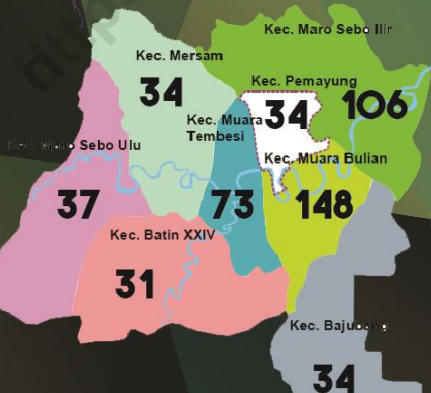 Kec. Maro Sebo Ilir
Kec. Mersam
34
Kec. Pemayung
34
106
Kec. Muara
Tembesi
Kec. Maro Sebo Ulu
Kec. Muara Bulian
37
73
148
Kec. Batin XXIV
31
Kec. Bajubang
34